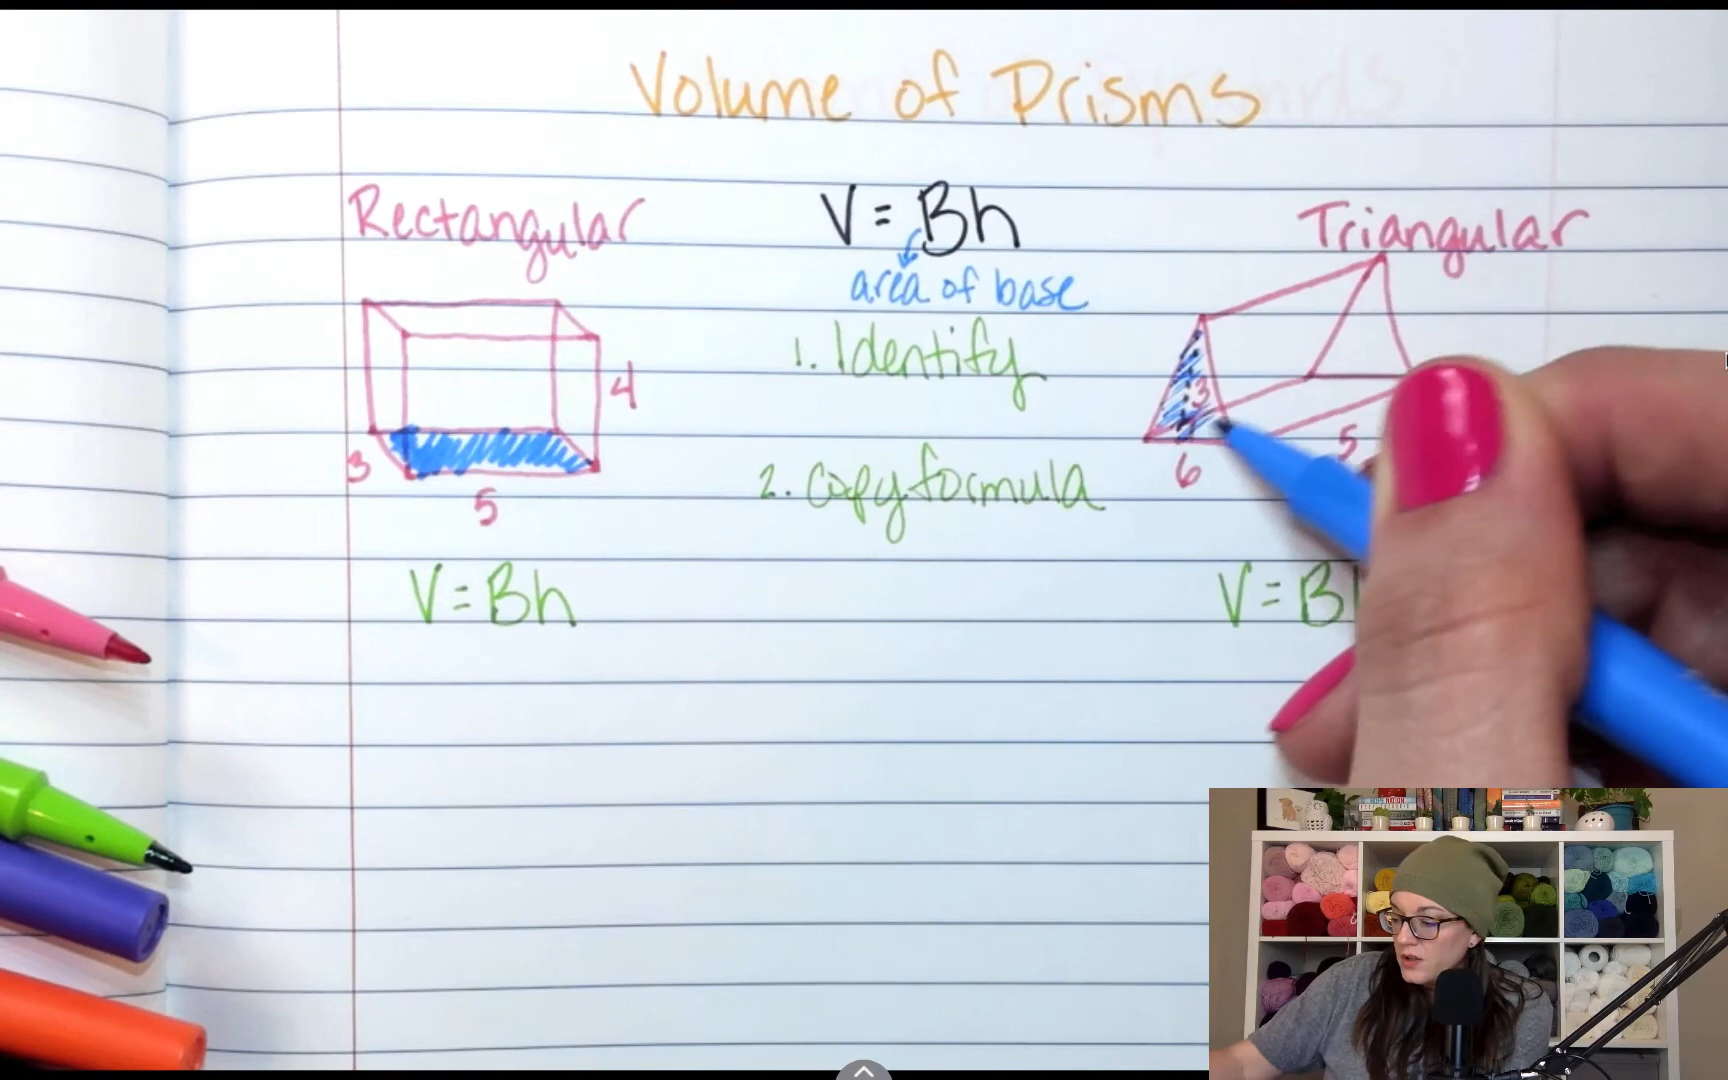 Volume of Prisms
Rectangular
V = Bh
Triangular
area of base
1. Identify
4
3
3
5
5
6
2. Copy formula
V = Bh
V = B